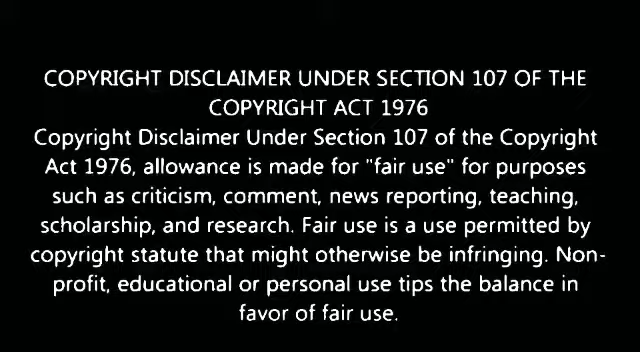 COPYRIGHT DISCLAIMER UNDER SECTION 107 OF THE
COPYRIGHT ACT 1976
Copyright Disclaimer Under Section 107 of the Copyright
Act 1976, allowance is made for "fair use" for purposes
such as criticism, comment, news reporting, teaching,
scholarship, and research. Fair use is a use permitted by
copyright statute that might otherwise be infringing. Non-
profit, educational or personal use tips the balance in
favor of fair use.